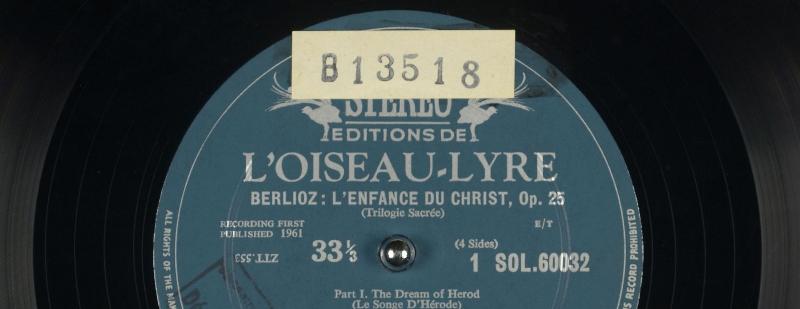 B13518
STEREO
EDITIONS DE
L'OISEAU-LYRE
BERLIOZ: L'ENFANCE DU CHRIST, Op. 25
(Trilogie Sacrée)
RECORDING FIRST
PUBLISHED 1961
E/T
ZTT.553
33⅓
(4 Sides)
1 SOL.60032
Part I. The Dream of Herod
(Le Songe D'Hérode)
ALL RIGHTS OF THE MA
S RECORD PROHIBITED